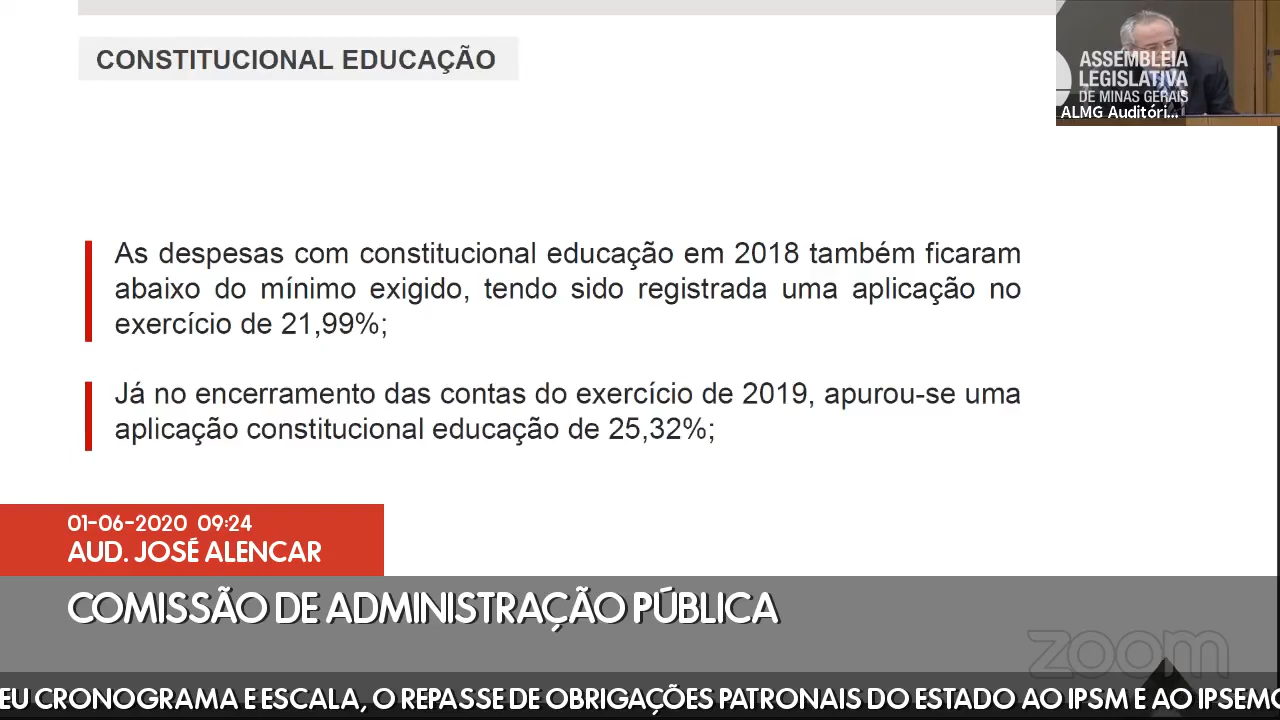 CONSTITUCIONAL EDUCAÇÃO
ASSEMBLEIA
LEGISLATIVA
DE MINAS GERAIS
ALMG Auditóri...
As despesas com constitucional educação em 2018 também ficaram
abaixo do mínimo exigido, tendo sido registrada uma aplicação no
exercício de 21,99%;
Já no encerramento das contas do exercício de 2019, apurou-se uma
aplicação constitucional educação de 25,32%;
01-06-2020 09:24
AUD. JOSÉ ALENCAR
COMISSÃO DE ADMINISTRAÇÃO PÚBLICA
zoom
EU CRONOGRAMA E ESCALA, O REPASSE DE OBRIGAÇÕES PATRONAIS DO ESTADO AO IPSM E AO IPSEMG